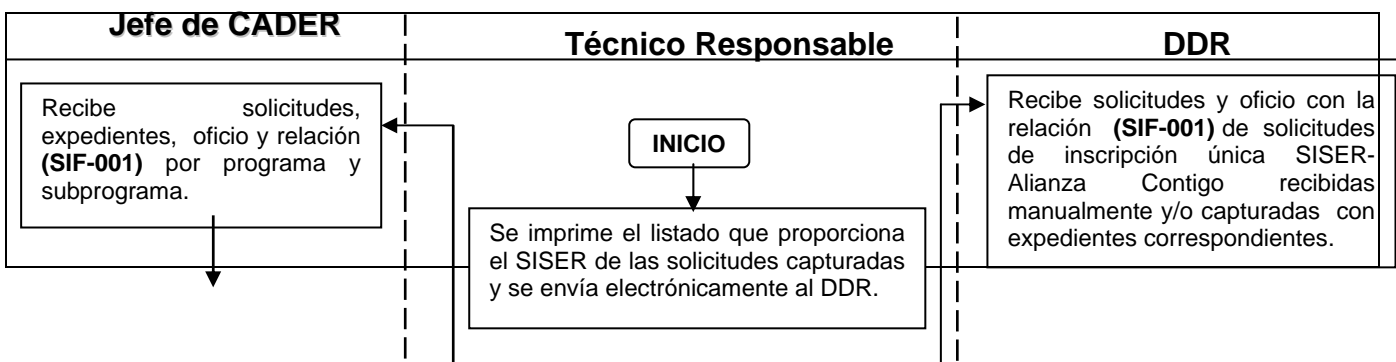 Jefe de CADER
Técnico Responsable
DDR
Recibe solicitudes,
expedientes, oficio y relación
(SIF-001) por programa y
subprograma.
INICIO
Se imprime el listado que proporciona
el SISER de las solicitudes capturadas
y se envía electrónicamente al DDR.
Recibe solicitudes y oficio con la
relación (SIF-001) de solicitudes
de inscripción única SISER-
Alianza Contigo recibidas
manualmente y/o capturadas con
expedientes correspondientes.